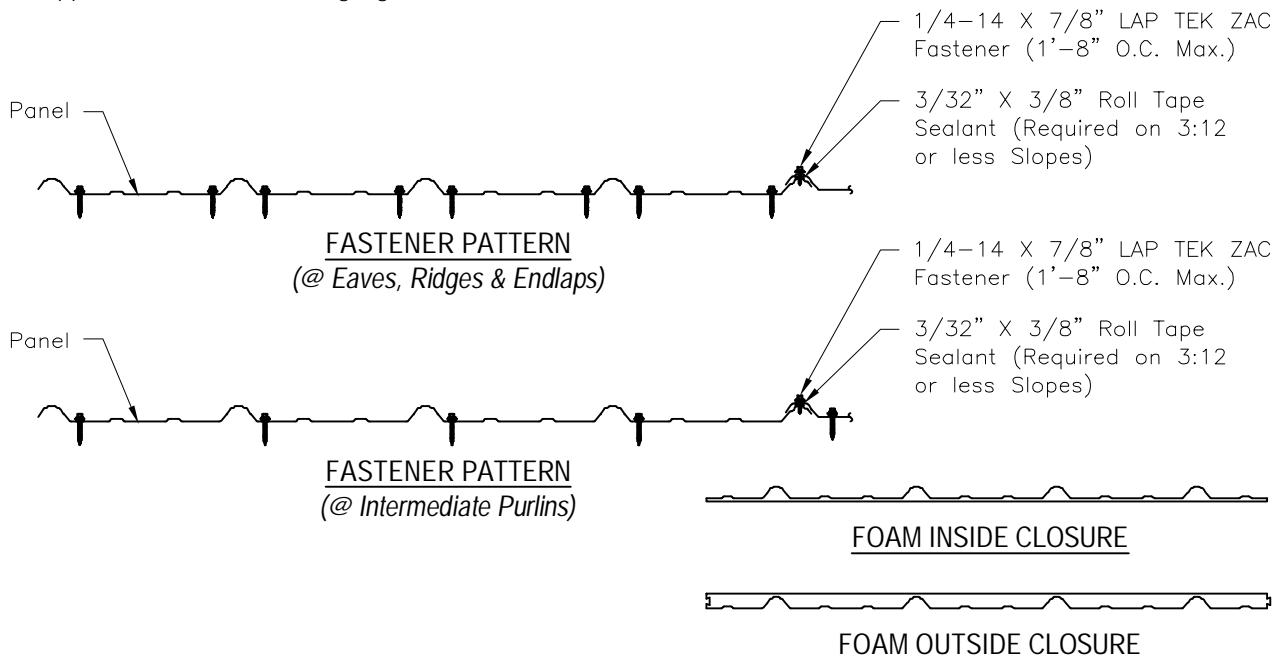 1/4-14 X 7/8" LAP TEK ZAC
Fastener (1'-8" O.C. Max.)
3/32" X 3/8" Roll Tape
Sealant (Required on 3:12
or less Slopes)
Panel
FASTENER PATTERN
(@ Eaves, Ridges & Endlaps)
1/4-14 X 7/8" LAP TEK ZAC
Fastener (1'-8" O.C. Max.)
3/32" X 3/8" Roll Tape
Sealant (Required on 3:12
or less Slopes)
Panel
FASTENER PATTERN
(@ Intermediate Purlins)
FOAM INSIDE CLOSURE
FOAM OUTSIDE CLOSURE